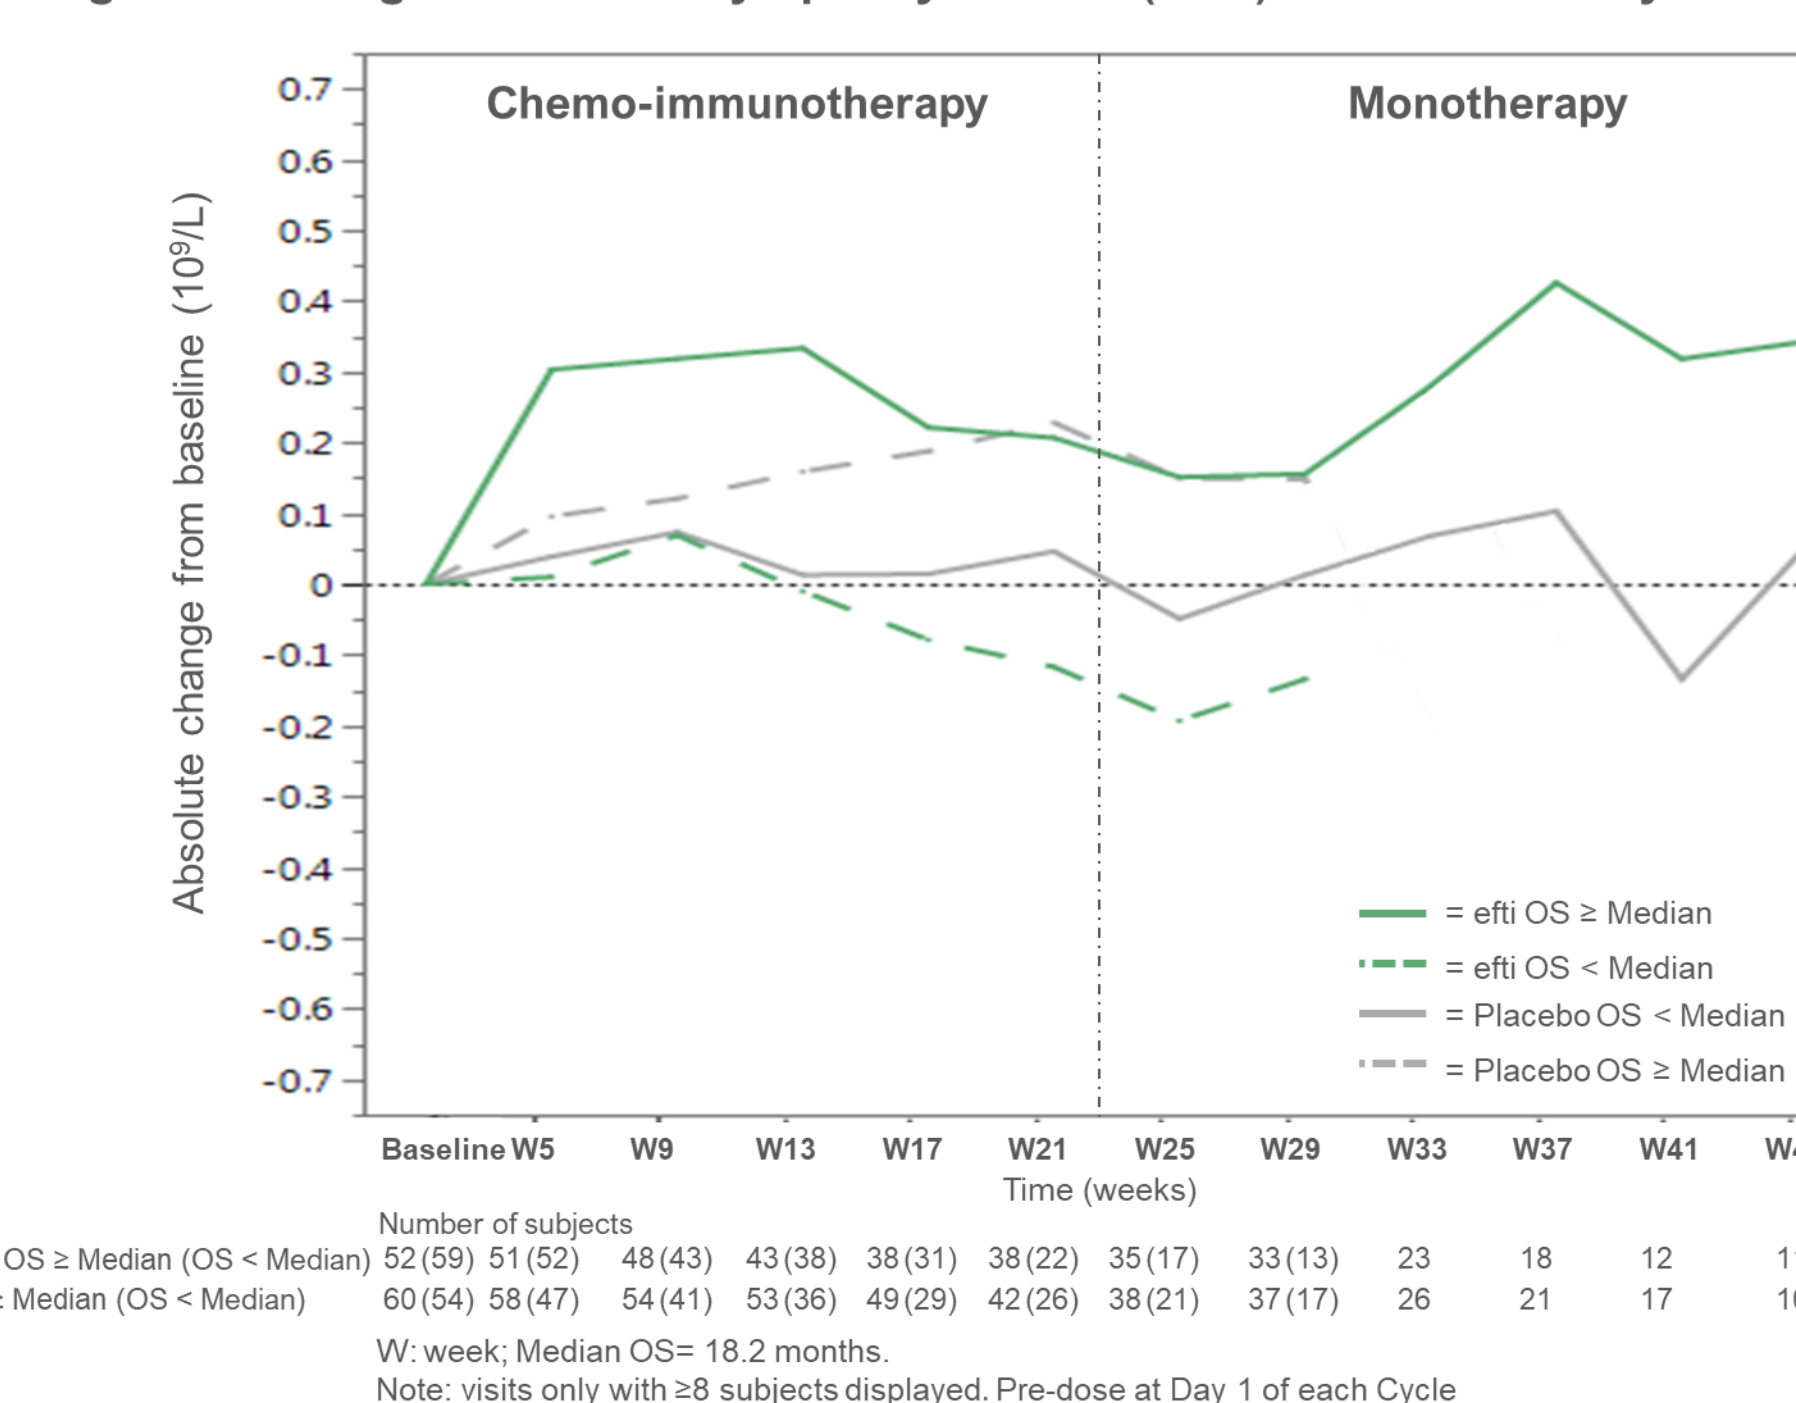 Chemo-immunotherapy
Monotherapy
Absolute change from baseline (10⁹/L)
0.7
0.6
0.5
0.4
0.3
0.2
0.1
0
-0.1
-0.2
-0.3
-0.4
-0.5
-0.6
-0.7
= efti OS ≥ Median
= efti OS < Median
= Placebo OS < Median
= Placebo OS ≥ Median
Baseline W5 W9 W13 W17 W21 W25 W29 W33 W37 W41
Time (weeks)
Number of subjects
OS ≥ Median (OS < Median) 52 (59) 51 (52) 48 (43) 43 (38) 38 (31) 38 (22) 35 (17) 33 (13) 23 18 12
Median (OS < Median) 60 (54) 58 (47) 54 (41) 53 (36) 49 (29) 42 (26) 38 (21) 37 (17) 26 21 17
W: week; Median OS= 18.2 months.
Note: visits only with ≥8 subjects displayed. Pre-dose at Day 1 of each Cycle